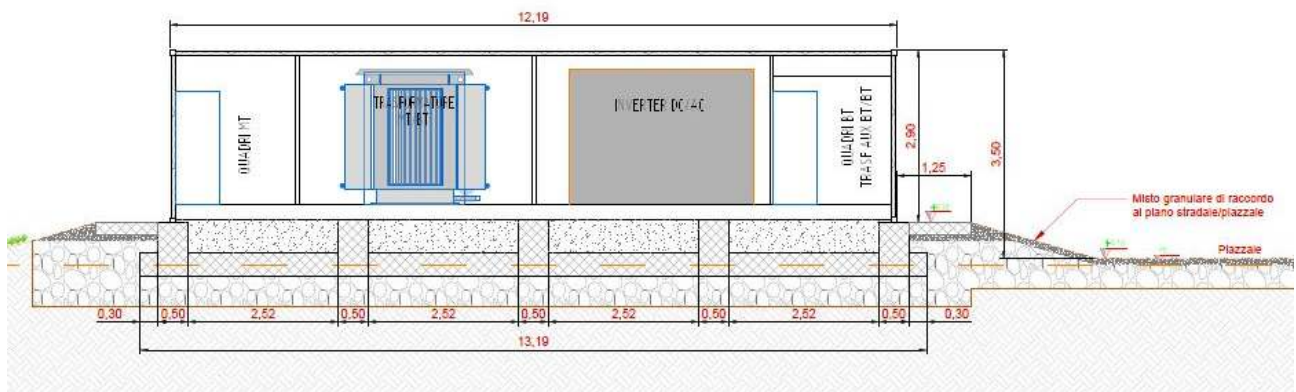 12,19
QUADRI MT
TRASFORMATORE
INVERTER DC/AC
QUADRI BT
TRASF AUX BT/BT
2,90
3,50
1,25
Misto granulare di raccordo
al piano stradale/piazzale
Piazzale
0,30
0,50
2,52
0,50
2,52
0,50
2,52
0,50
2,52
0,50
0,30
13,19